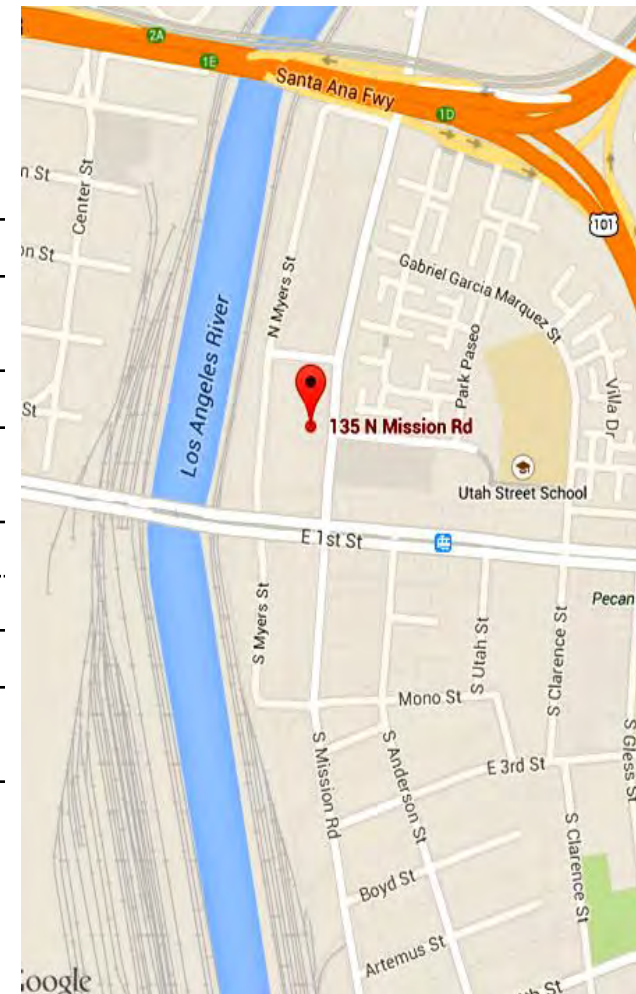 2A
1E
Santa Ana Fwy
1D
n St
Center St
101
on St
Gabriel Garcia Marquez St
N Myers St
Los Angeles River
Park Paseo
Villa Dr
St
135 N Mission Rd
Utah Street School
E 1st St
Pecan
S Myers St
S Utah St
S Clarence St
Mono St
S Mission Rd
S Anderson St
S Gless St
E 3rd St
S Clarence St
Boyd St
Artemus St
th St
oogle